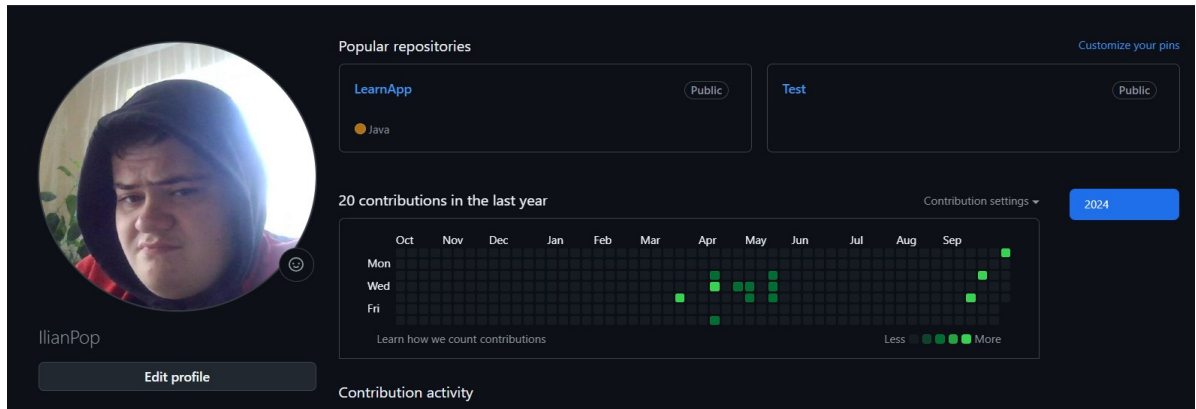 Popular repositories
Customize your pins
LearnApp Public
Java
Test Public
20 contributions in the last year
Contribution settings
2024
Oct Nov Dec Jan Feb Mar Apr May Jun Jul Aug Sep
Mon
Wed
Fri
Learn how we count contributions
Less More
IlianPop
Edit profile
Contribution activity